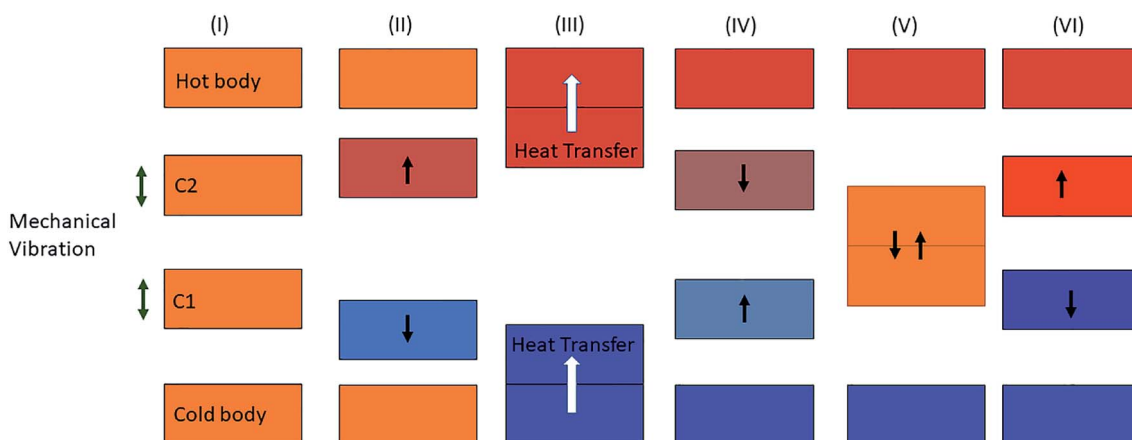 (I) (II) (III) (IV) (V) (VI)
Hot body
Heat Transfer
C2
Mechanical
Vibration
C1
Heat Transfer
Cold body